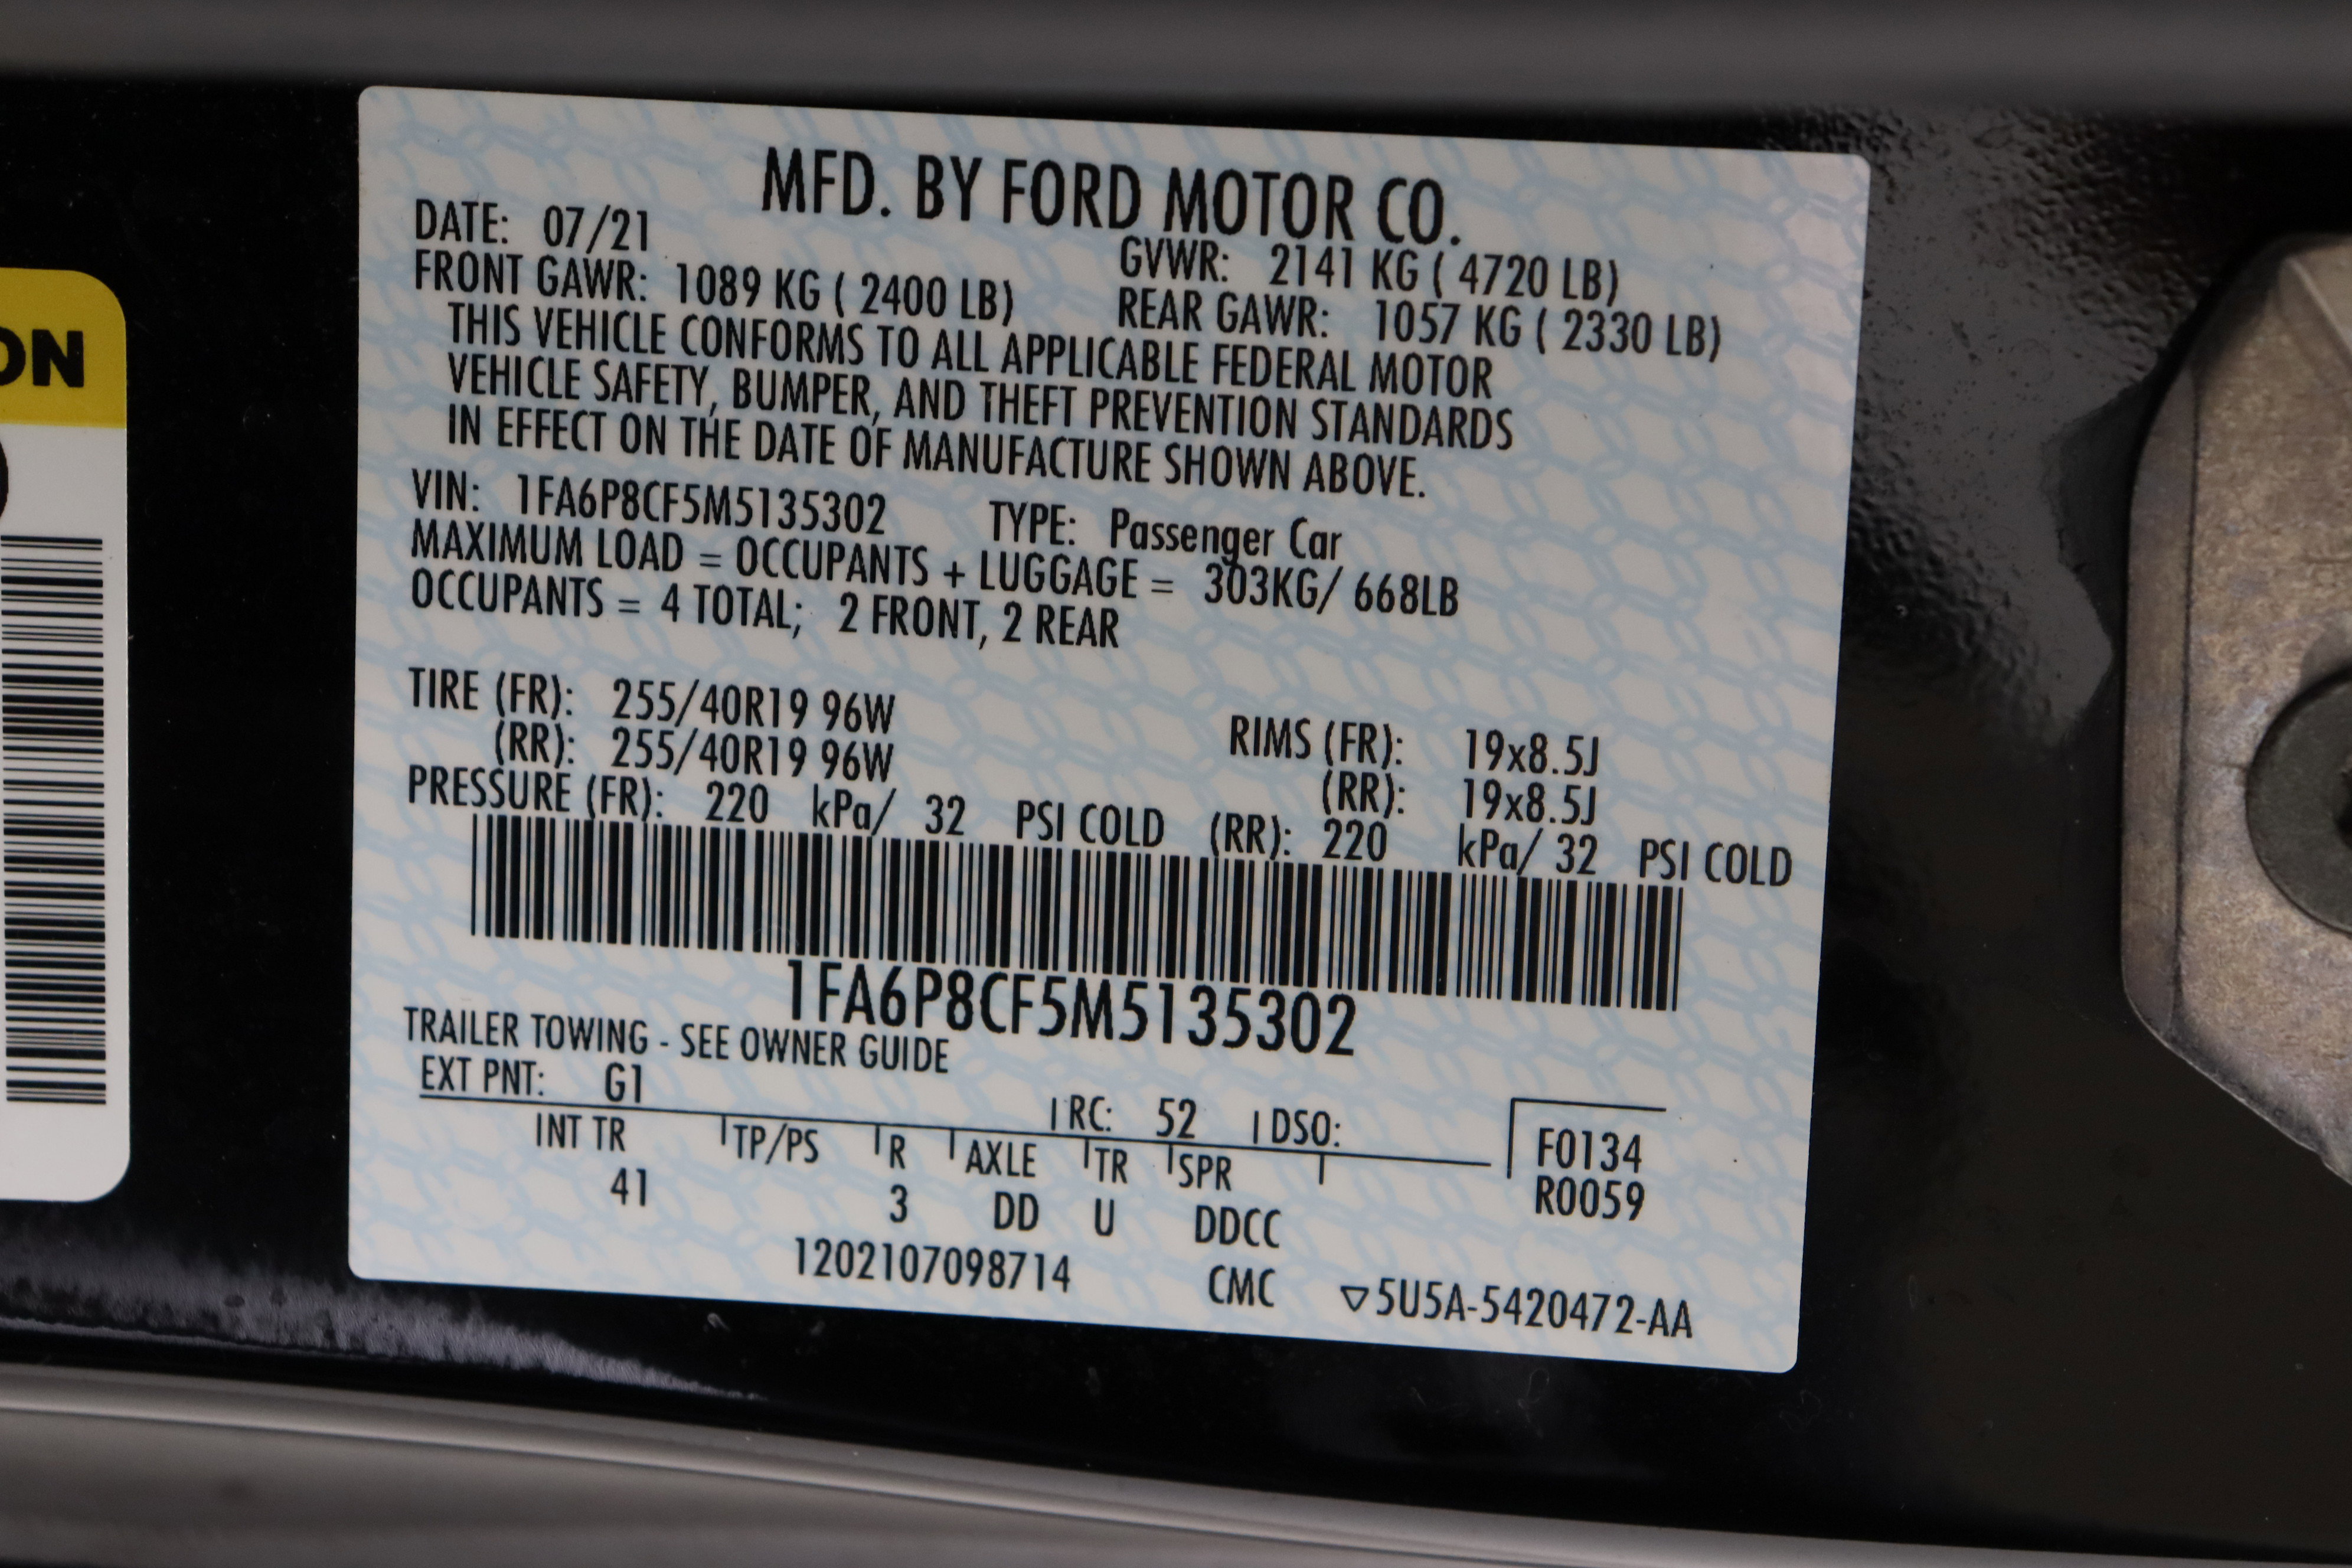 MFD. BY FORD MOTOR CO.
DATE: 07/21 GVWR: 2141 KG ( 4720 LB)
FRONT GAWR: 1089 KG ( 2400 LB) REAR GAWR: 1057 KG ( 2330 LB)
THIS VEHICLE CONFORMS TO ALL APPLICABLE FEDERAL MOTOR
VEHICLE SAFETY, BUMPER, AND THEFT PREVENTION STANDARDS
IN EFFECT ON THE DATE OF MANUFACTURE SHOWN ABOVE.
VIN: 1FA6P8CF5M5135302 TYPE: Passenger Car
MAXIMUM LOAD = OCCUPANTS + LUGGAGE = 303KG/ 668LB
OCCUPANTS = 4 TOTAL; 2 FRONT, 2 REAR
TIRE (FR): 255/40R19 96W RIMS (FR): 19x8.5J
(RR): 255/40R19 96W (RR): 19x8.5J
PRESSURE (FR): 220 kPa/ 32 PSI COLD (RR): 220 kPa/ 32 PSI COLD
1FA6P8CF5M5135302
TRAILER TOWING - SEE OWNER GUIDE
EXT PNT: G1 RC: 52 DSO:
INT TR TP/PS R AXLE TR SPR F0134
41 3 DD U DDCC R0059
1202107098714 CMC ▽5U5A-5420472-AA
ON